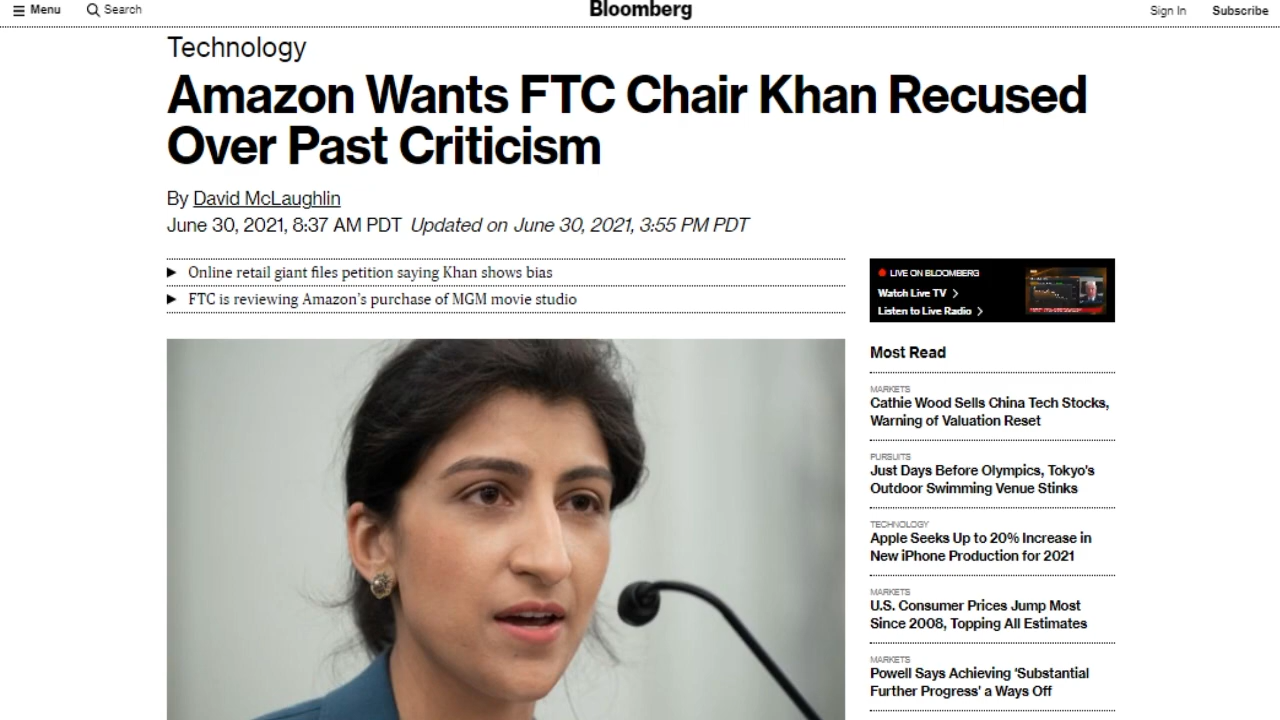 Menu
Search
Bloomberg
Sign In
Subscribe
Technology
Amazon Wants FTC Chair Khan Recused
Over Past Criticism
By David McLaughlin
June 30, 2021, 8:37 AM PDT Updated on June 30, 2021, 3:55 PM PDT
Online retail giant files petition saying Khan shows bias
FTC is reviewing Amazon’s purchase of MGM movie studio
LIVE ON BLOOMBERG
Watch Live TV
Listen to Live Radio
Most Read
MARKETS
Cathie Wood Sells China Tech Stocks,
Warning of Valuation Reset
PURSUITS
Just Days Before Olympics, Tokyo’s
Outdoor Swimming Venue Stinks
TECHNOLOGY
Apple Seeks Up to 20% Increase in
New iPhone Production for 2021
MARKETS
U.S. Consumer Prices Jump Most
Since 2008, Topping All Estimates
MARKETS
Powell Says Achieving ‘Substantial
Further Progress’ a Ways Off